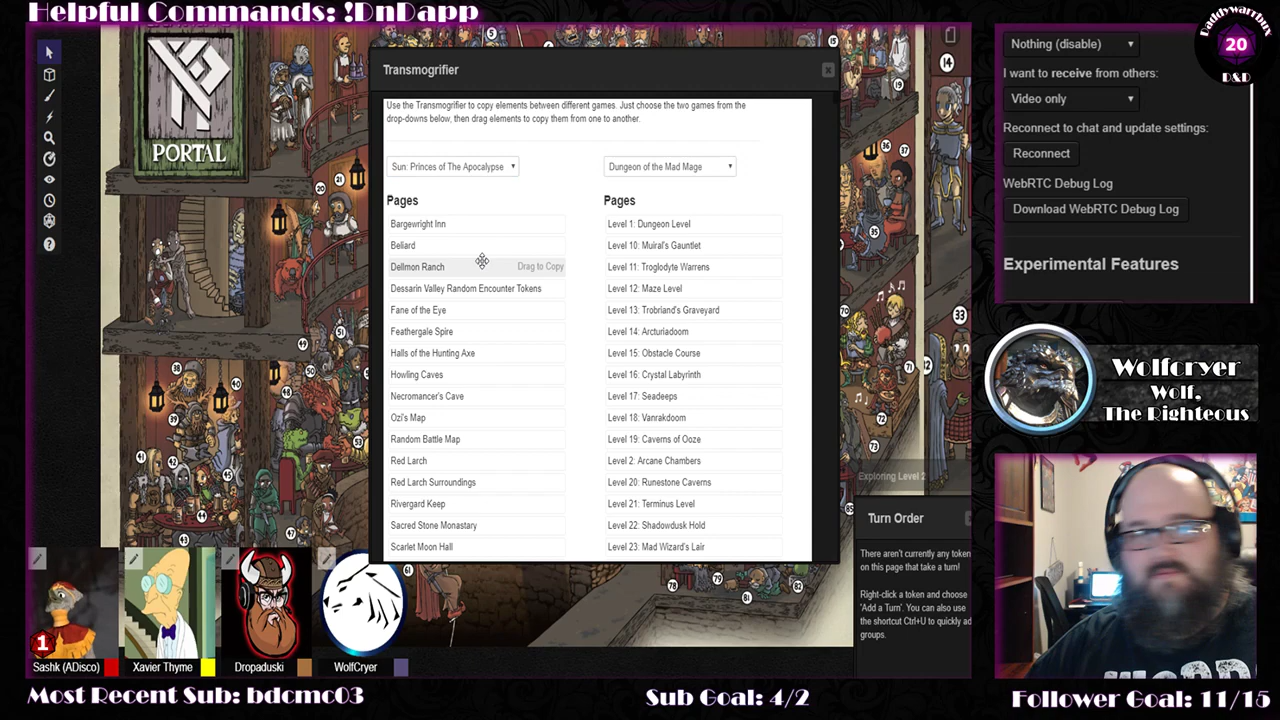 Helpful Commands: !DnDapp
PORTAL
Transmogrifier
Use the Transmogrifier to copy elements between different games. Just choose the two games from the
drop-downs below, then drag elements to copy them from one to another.
Sun: Princes of The Apocalypse
Dungeon of the Mad Mage
Pages
Bargewright Inn
Beliard
Dellmon Ranch
Drag to Copy
Dessarin Valley Random Encounter Tokens
Fane of the Eye
Feathergale Spire
Halls of the Hunting Axe
Howling Caves
Necromancer's Cave
Ozi's Map
Random Battle Map
Red Larch
Red Larch Surroundings
Rivergard Keep
Sacred Stone Monastary
Scarlet Moon Hall
Pages
Level 1: Dungeon Level
Level 10: Muiral's Gauntlet
Level 11: Troglodyte Warrens
Level 12: Maze Level
Level 13: Trobriand's Graveyard
Level 14: Arcturiadoom
Level 15: Obstacle Course
Level 16: Crystal Labyrinth
Level 17: Seadeeps
Level 18: Vanrakdoom
Level 19: Caverns of Ooze
Level 2: Arcane Chambers
Level 20: Runestone Caverns
Level 21: Terminus Level
Level 22: Shadowdusk Hold
Level 23: Mad Wizard's Lair
Exploring Level 2
Turn Order
There aren't currently any token
on this page that take a turn!
Right-click a token and choose
'Add a Turn'. You can also use
the shortcut Ctrl+U to quickly ad
groups.
Nothing (disable)
I want to receive from others:
Video only
Reconnect to chat and update settings:
Reconnect
WebRTC Debug Log
Download WebRTC Debug Log
Experimental Features
20
D&D
Wolfcryer
Wolf,
The Righteous
1
Sashk (ADisco)
Xavier Thyme
Dropaduski
WolfCryer
Most Recent Sub: bdcmc03
Sub Goal: 4/2
Follower Goal: 11/15